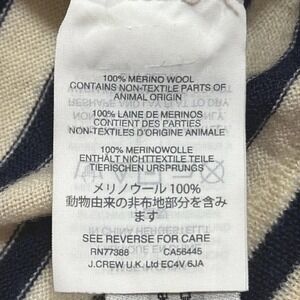 100% MERINO WOOL
CONTAINS NON-TEXTILE PARTS OF
ANIMAL ORIGIN
100% LAINE DE MERINOS
CONTIENT DES PARTIES
NON-TEXTILES D'ORIGINE ANIMALE
100% MERINOWOLLE
ENTHÄLT NICHTTEXTILE TEILE
TIERISCHEN URSPRUNGS
メリノウール 100%
動物由来の非布地部分を含み
ます
SEE REVERSE FOR CARE
RN77388 CA56445
J.CREW U.K. Ltd EC4V 6JA